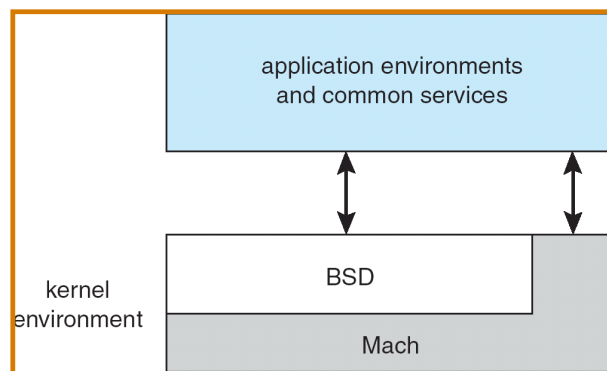 application environments
and common services
BSD
kernel
environment
Mach